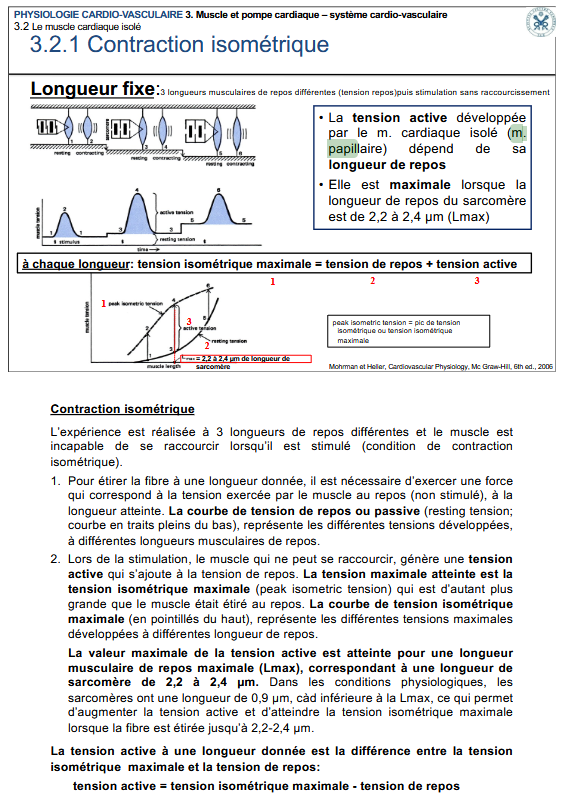 PHYSIOLOGIE CARDIO-VASCULAIRE 3. Muscle et pompe cardiaque – système cardio-vasculaire
3.2 Le muscle cardiaque isolé
3.2.1 Contraction isométrique
Longueur fixe:3 longueurs musculaires de repos différentes (tension repos)puis stimulation sans raccourcissement
1 2
resting contracting
3 4
resting contracting
5 6
resting contracting
• La tension active développée
par le m. cardiaque isolé (m.
papillaire) dépend de sa
longueur de repos
• Elle est maximale lorsque la
longueur de repos du sarcomère
est de 2,2 à 2,4 µm (Lmax)
muscle tension
1 2 3 4 5 6 5
active tension
stimulus
resting tension
time
à chaque longueur: tension isométrique maximale = tension de repos + tension active
1 2 3
muscle tension
1 peak isometric tension
4
6
3
active tension
2
5
2
resting tension
1
3
muscle length
Lmax = 2,2 à 2,4 µm de longueur de
sarcomère
peak isometric tension = pic de tension
isométrique ou tension isométrique
maximale
Mohrman et Heller, Cardiovascular Physiology, Mc Graw-Hill, 6th ed., 2006
Contraction isométrique
L'expérience est réalisée à 3 longueurs de repos différentes et le muscle est
incapable de se raccourcir lorsqu'il est stimulé (condition de contraction
isométrique).
1. Pour étirer la fibre à une longueur donnée, il est nécessaire d'exercer une force
qui correspond à la tension exercée par le muscle au repos (non stimulé), à la
longueur atteinte. La courbe de tension de repos ou passive (resting tension;
courbe en traits pleins du bas), représente les différentes tensions développées,
à différentes longueurs musculaires de repos.
2. Lors de la stimulation, le muscle qui ne peut se raccourcir, génère une tension
active qui s'ajoute à la tension de repos. La tension maximale atteinte est la
tension isométrique maximale (peak isometric tension) qui est d'autant plus
grande que le muscle était étiré au repos. La courbe de tension isométrique
maximale (en pointillés du haut), représente les différentes tensions maximales
développées à différentes longueur de repos.
La valeur maximale de la tension active est atteinte pour une longueur
musculaire de repos maximale (Lmax), correspondant à une longueur de
sarcomère de 2,2 à 2,4 µm. Dans les conditions physiologiques, les
sarcomères ont une longueur de 0,9 µm, càd inférieure à la Lmax, ce qui permet
d'augmenter la tension active et d'atteindre la tension isométrique maximale
lorsque la fibre est étirée jusqu'à 2,2-2,4 µm.
La tension active à une longueur donnée est la différence entre la tension
isométrique maximale et la tension de repos:
tension active = tension isométrique maximale - tension de repos